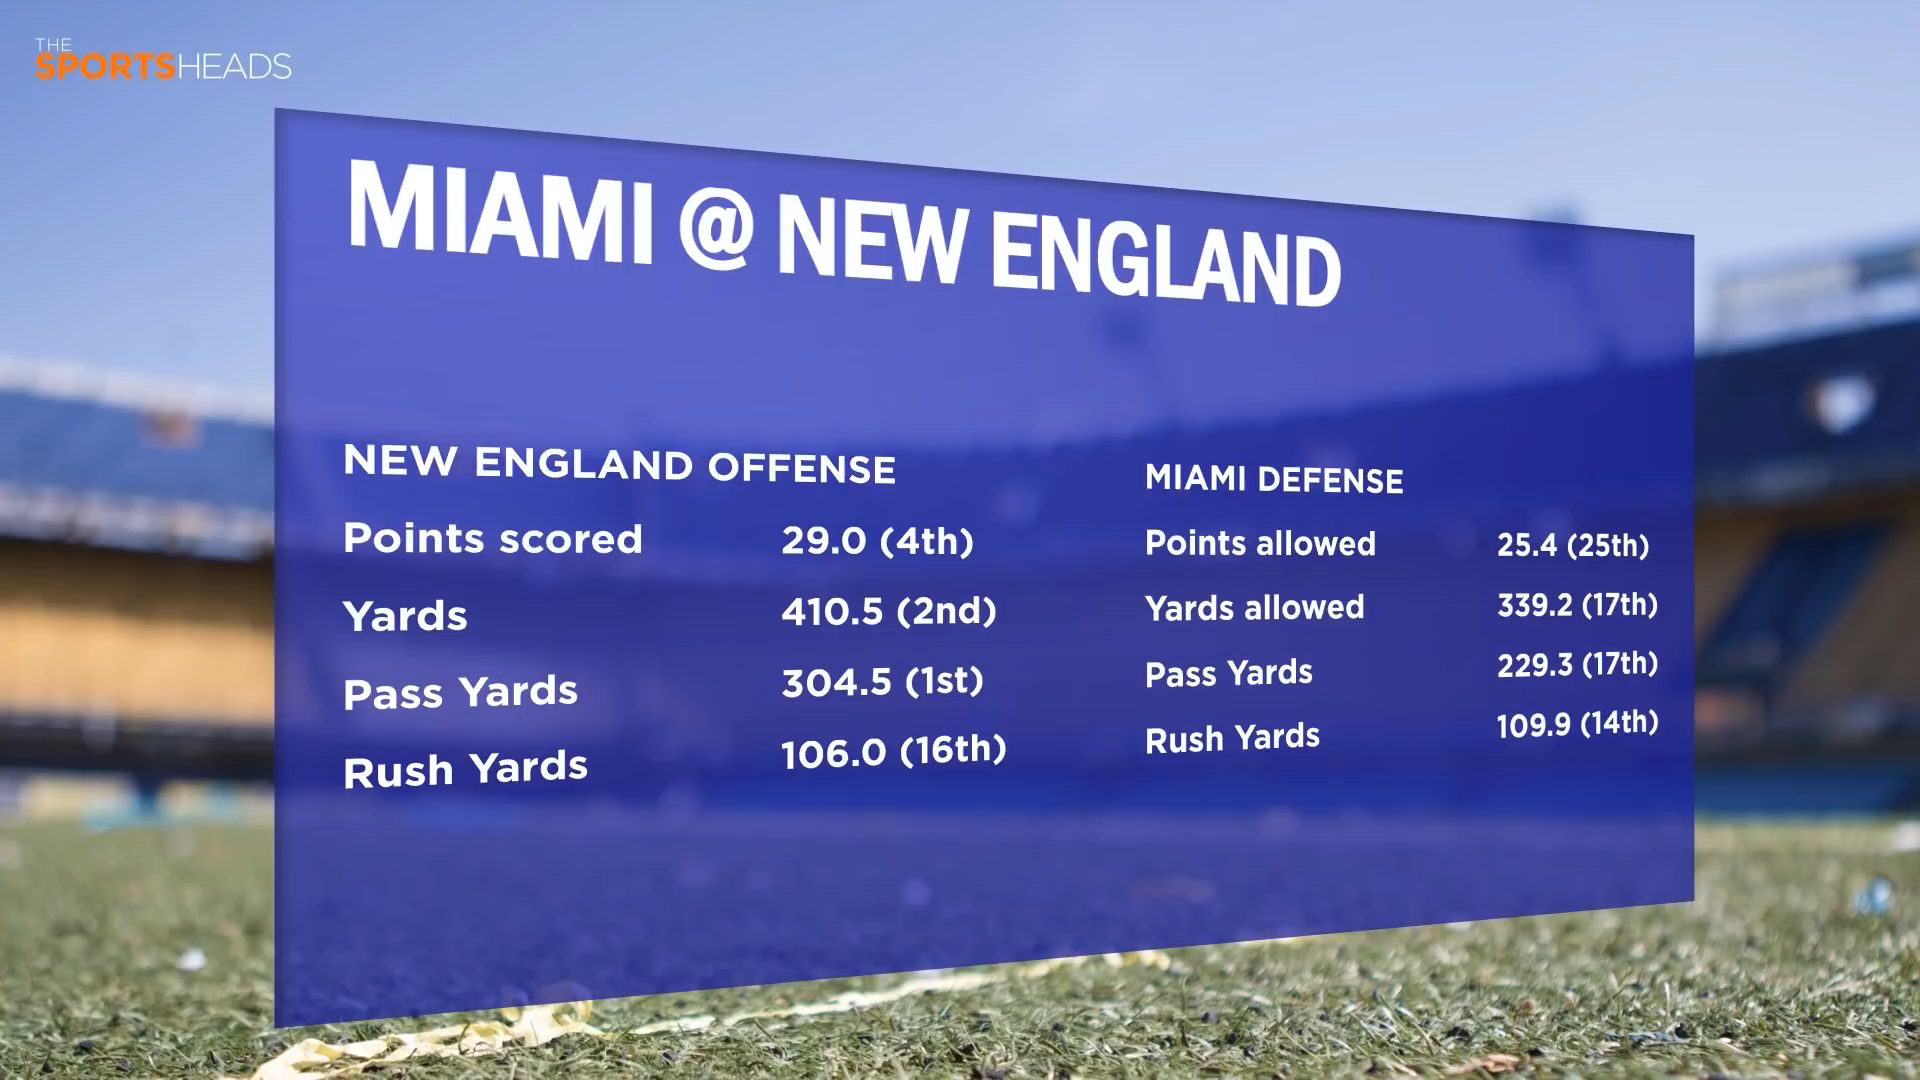 THE
SPORTSHEADS
MIAMI @ NEW ENGLAND
NEW ENGLAND OFFENSE
Points scored 29.0 (4th)
Yards 410.5 (2nd)
Pass Yards 304.5 (1st)
Rush Yards 106.0 (16th)
MIAMI DEFENSE
Points allowed 25.4 (25th)
Yards allowed 339.2 (17th)
Pass Yards 229.3 (17th)
Rush Yards 109.9 (14th)